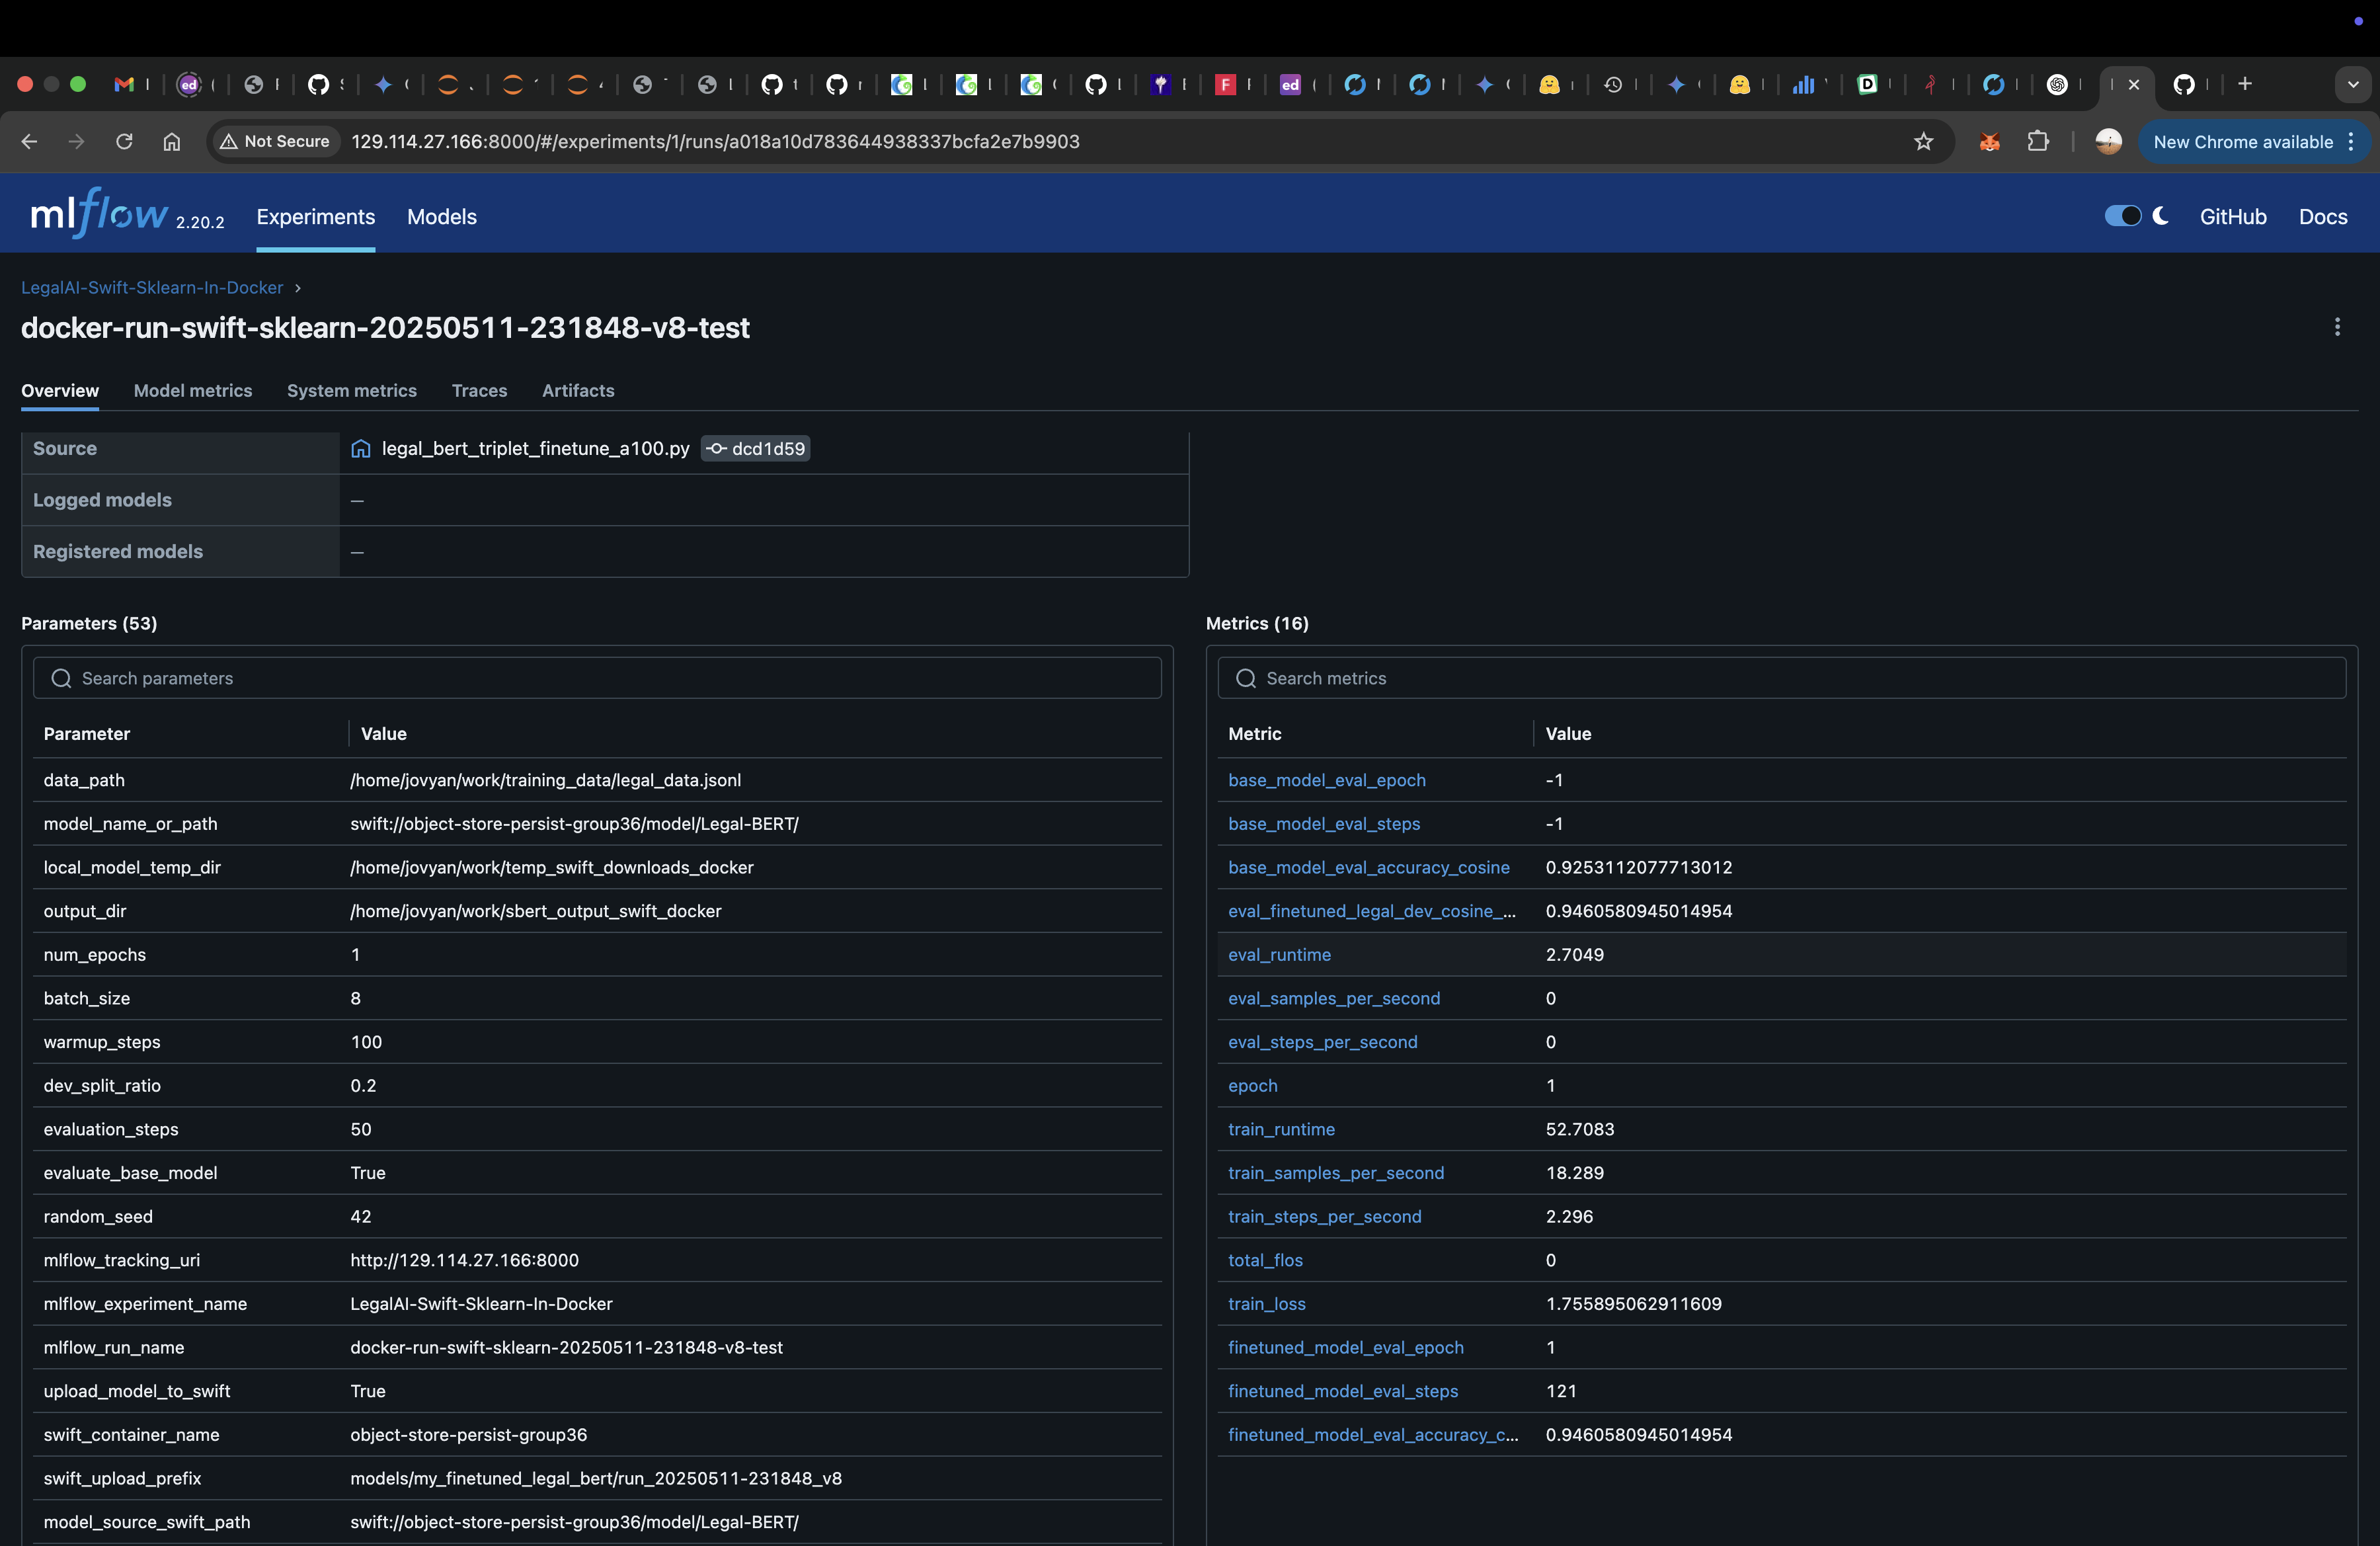 Not Secure 129.114.27.166:8000/#/experiments/1/runs/a018a10d783644938337bcfa2e7b9903 New Chrome available
mlflow 2.20.2 Experiments Models GitHub Docs
LegalAI-Swift-Sklearn-In-Docker
docker-run-swift-sklearn-20250511-231848-v8-test
Overview Model metrics System metrics Traces Artifacts
Source legal_bert_triplet_finetune_a100.py dcd1d59
Logged models —
Registered models —
Parameters (53)
Search parameters
Parameter Value
data_path /home/jovyan/work/training_data/legal_data.jsonl
model_name_or_path swift://object-store-persist-group36/model/Legal-BERT/
local_model_temp_dir /home/jovyan/work/temp_swift_downloads_docker
output_dir /home/jovyan/work/sbert_output_swift_docker
num_epochs 1
batch_size 8
warmup_steps 100
dev_split_ratio 0.2
evaluation_steps 50
evaluate_base_model True
random_seed 42
mlflow_tracking_uri http://129.114.27.166:8000
mlflow_experiment_name LegalAI-Swift-Sklearn-In-Docker
mlflow_run_name docker-run-swift-sklearn-20250511-231848-v8-test
upload_model_to_swift True
swift_container_name object-store-persist-group36
swift_upload_prefix models/my_finetuned_legal_bert/run_20250511-231848_v8
model_source_swift_path swift://object-store-persist-group36/model/Legal-BERT/
Metrics (16)
Search metrics
Metric Value
base_model_eval_epoch -1
base_model_eval_steps -1
base_model_eval_accuracy_cosine 0.9253112077713012
eval_finetuned_legal_dev_cosine_... 0.9460580945014954
eval_runtime 2.7049
eval_samples_per_second 0
eval_steps_per_second 0
epoch 1
train_runtime 52.7083
train_samples_per_second 18.289
train_steps_per_second 2.296
total_flos 0
train_loss 1.755895062911609
finetuned_model_eval_epoch 1
finetuned_model_eval_steps 121
finetuned_model_eval_accuracy_c... 0.9460580945014954